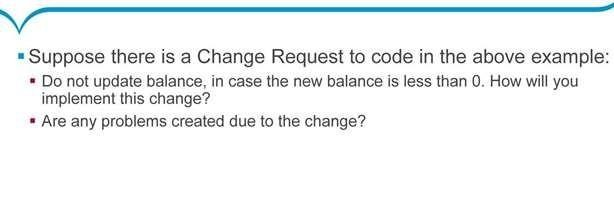 Suppose there is a Change Request to code in the above example:
Do not update balance, in case the new balance is less than 0. How will you
implement this change?
Are any problems created due to the change?